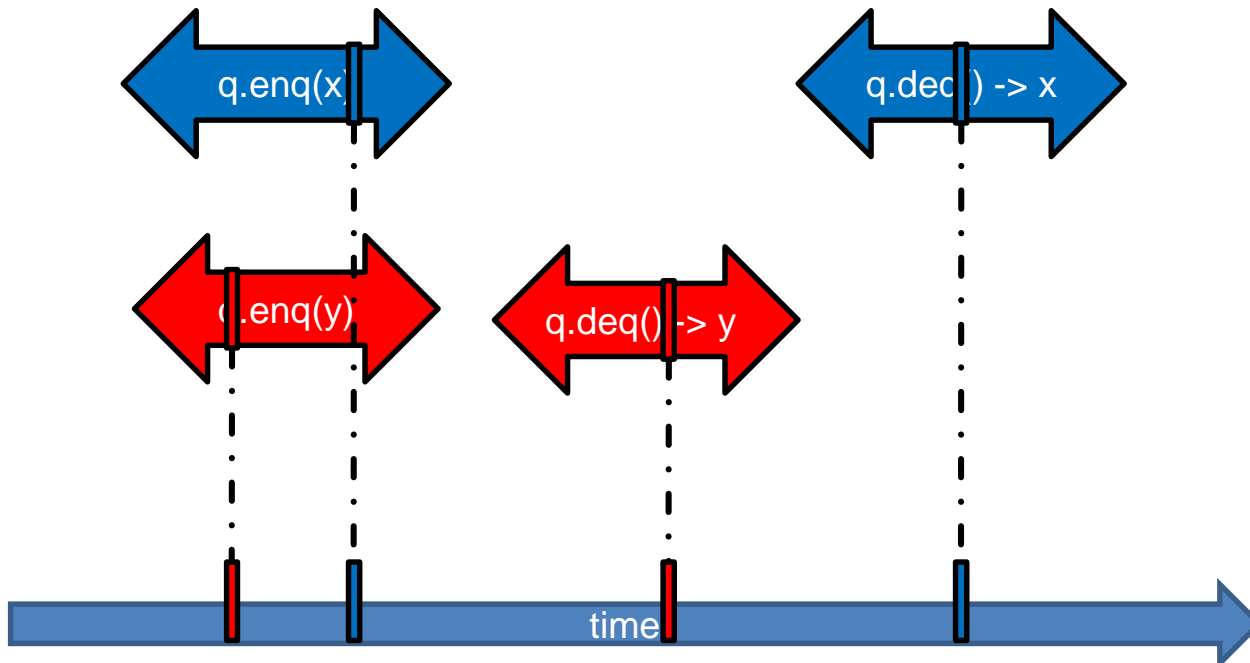 q.enq(x)
q.deq() -> x
q.enq(y)
q.deq() -> y
time